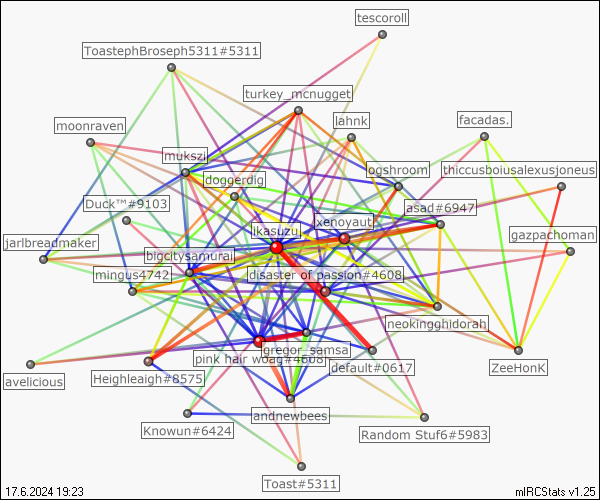 tescoroll
ToastephBroseph5311#5311
turkey_mcnugget
moonraven
lahnk
facadas.
mukszi
ogshroom
thiccusboiusalexusjoneus
doggerdig
Duck™#9103
asad#6947
xenoyaut
ikasuzu
jarlbreadmaker
gazpachoman
bigcitysamurai
mingus4742
disaster of passion#4608
neokingghidorah
gregor_samsa
pink hair woag#4608
default#0617
ZeeHonK
avelicious
Heighleaigh#8575
andnewbees
Knowun#6424
Random Stuf6#5983
Toast#5311
17.6.2024 19:23
mIRCStats v1.25